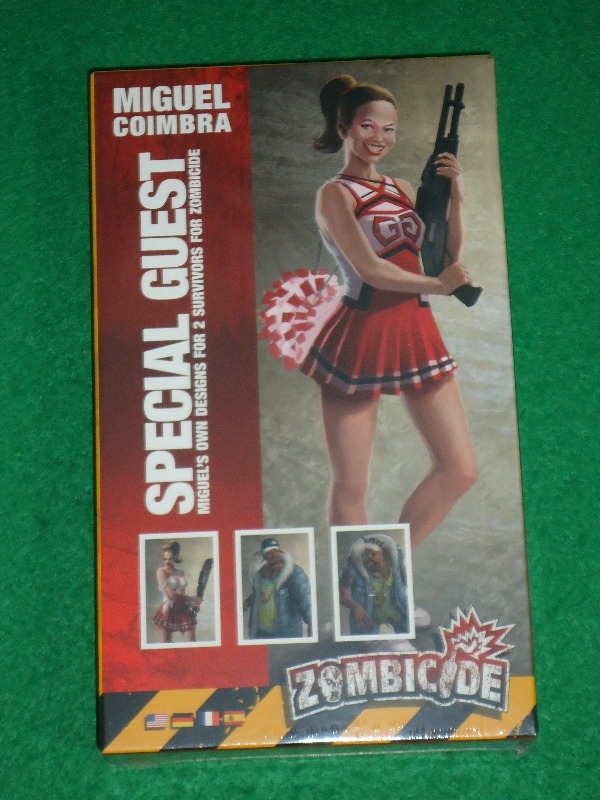 MIGUEL
COIMBRA
SPECIAL GUEST
MIGUEL'S OWN DESIGNS FOR 2 SURVIVORS FOR ZOMBICIDE
GG
ZOMBICIDE